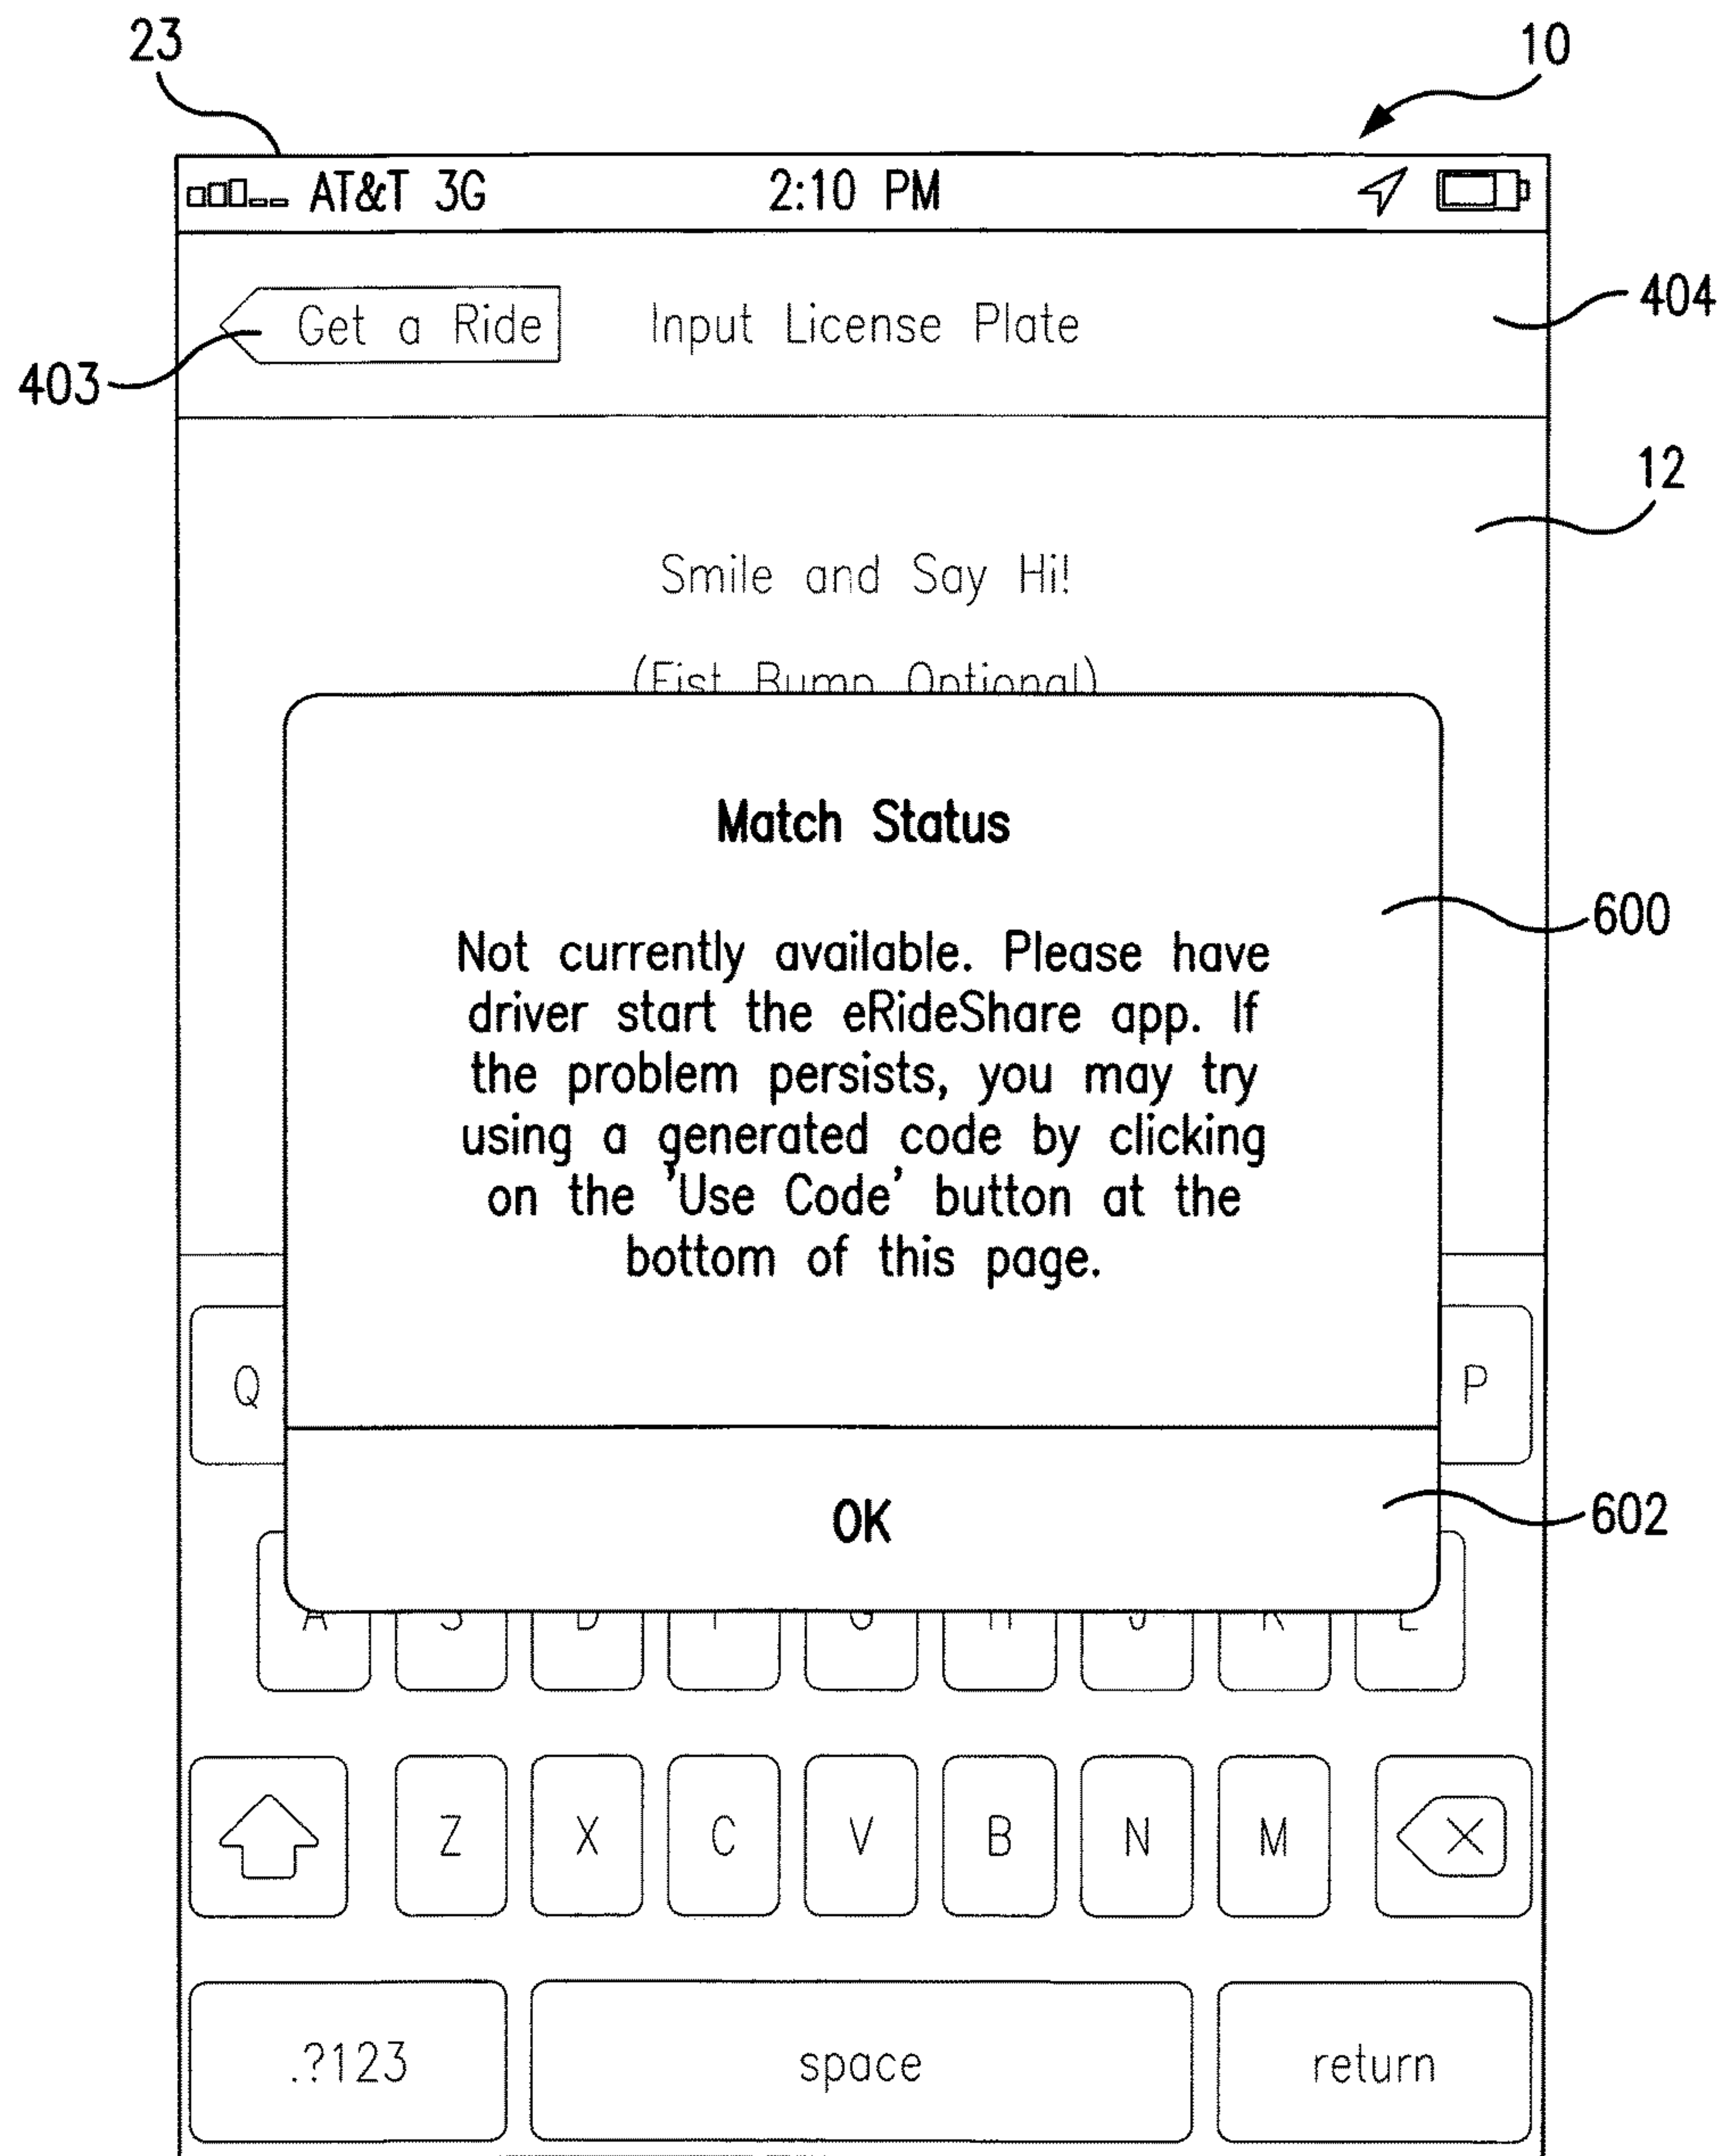 23
10
AT&T 3G 2:10 PM
Get a Ride Input License Plate
404
403
12
Smile and Say Hi!
(Fist Bump Optional)
Match Status
600
Not currently available. Please have
driver start the eRideShare app. If
the problem persists, you may try
using a generated code by clicking
on the 'Use Code' button at the
bottom of this page.
Q P
OK
602
A S D F G H J K L
Z X C V B N M
.?123 space return